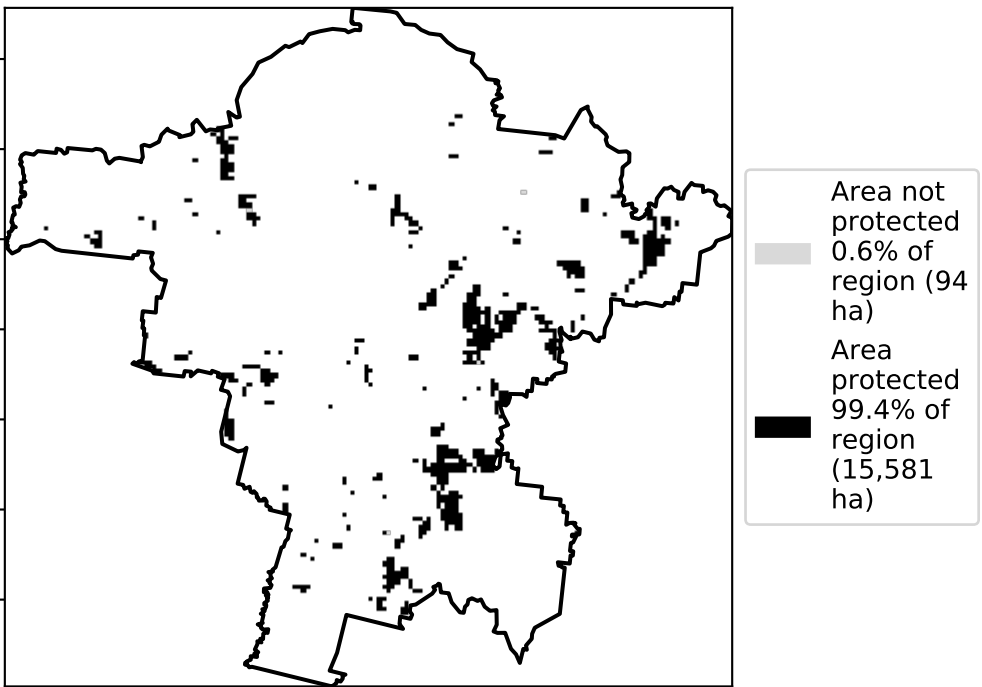 Area not
protected
0.6% of
region (94
ha)
Area
protected
99.4% of
region
(15,581
ha)